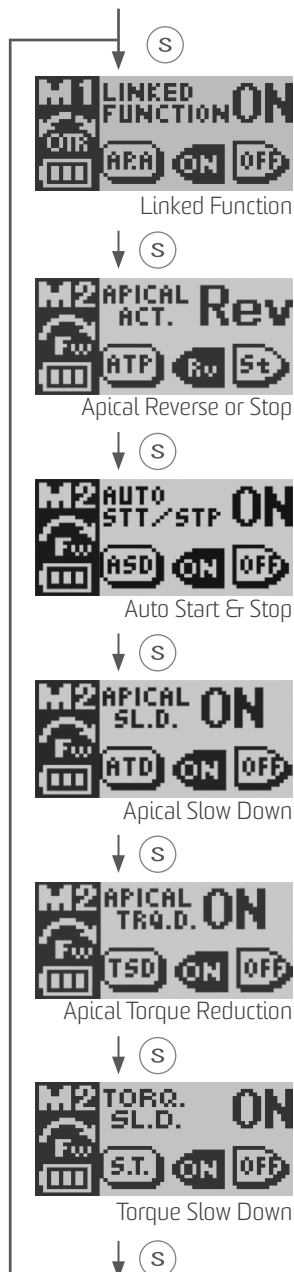 S
M1 LINKED FUNCTION ON
OTR
AP.A ON OFF
Linked Function
S
M2 APICAL ACT. Rev
Fw
ATP Rv St
Apical Reverse or Stop
S
M2 AUTO STT/STP ON
Fw
ASD ON OFF
Auto Start & Stop
S
M2 APICAL SL.D. ON
Fw
ATD ON OFF
Apical Slow Down
S
M2 APICAL TRQ.D. ON
Fw
TSD ON OFF
Apical Torque Reduction
S
M2 TORQ. SL.D. ON
Fw
S.T. ON OFF
Torque Slow Down
S